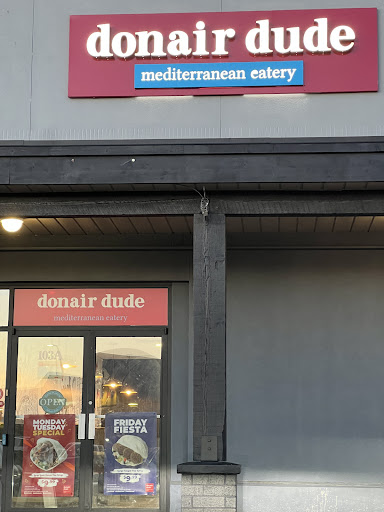 donair dude
mediterranean eatery
donair dude
mediterranean eatery
103A
OPEN
MONDAY
TUESDAY
SPECIAL
FRIDAY
FIESTA